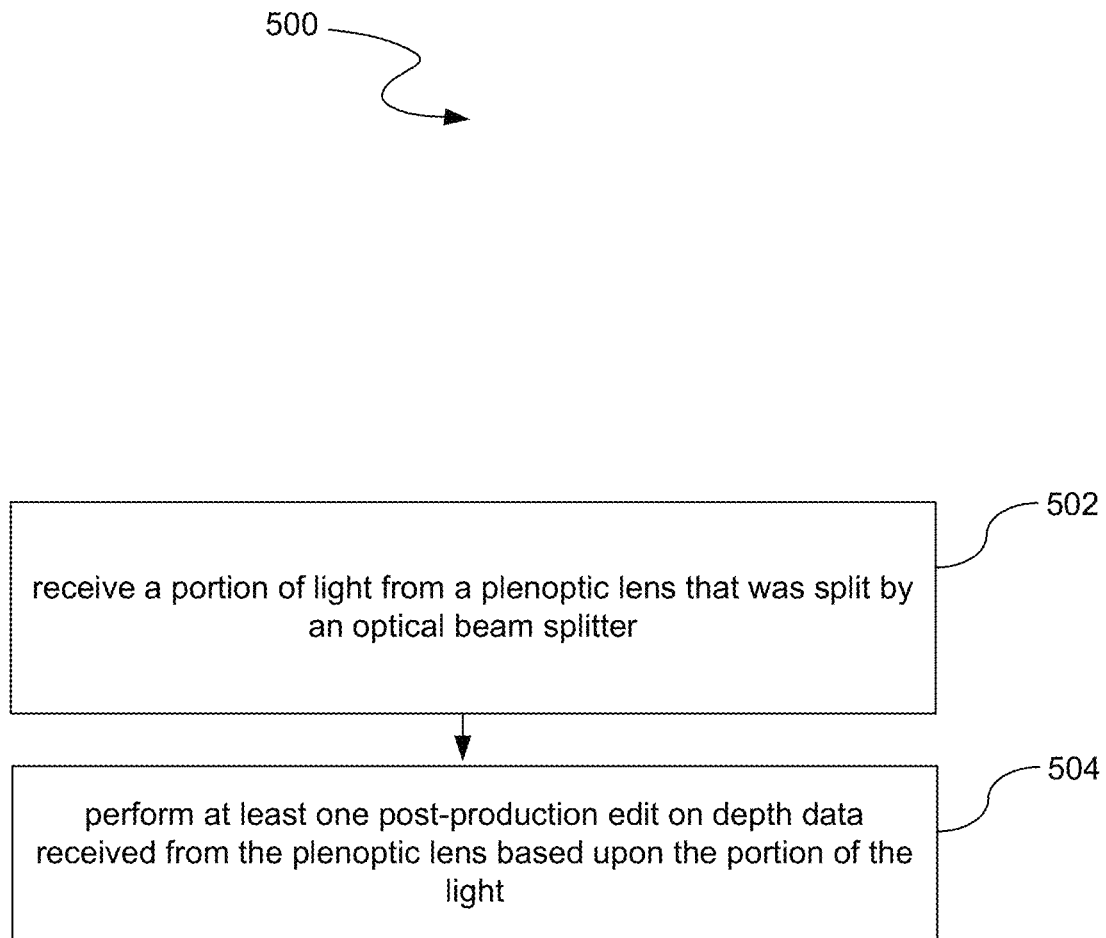 500
502
receive a portion of light from a plenoptic lens that was split by
an optical beam splitter
504
perform at least one post-production edit on depth data
received from the plenoptic lens based upon the portion of the
light